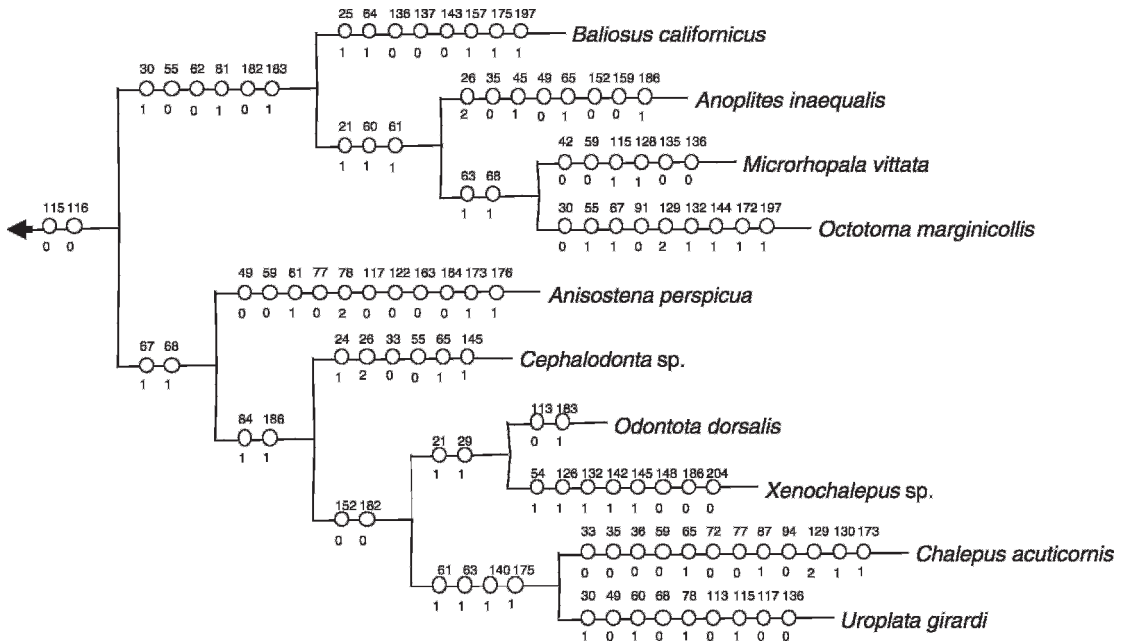 25 64 136 137 143 157 175 197
Baliosus californicus
1 1 0 0 0 1 1 1
30 55 62 81 182 183
1 0 0 1 0 1
26 35 45 49 65 152 159 186
Anoplites inaequalis
2 0 1 0 1 0 0 1
21 60 61
1 1 1
42 59 115 128 135 136
Microrhopala vittata
0 0 1 1 0 0
63 68
1 1
30 55 67 91 129 132 144 172 197
Octotoma marginicollis
0 1 1 0 2 1 1 1 1
115 116
0 0
49 59 61 77 78 117 122 163 164 173 176
Anisostena perspicua
0 0 1 0 2 0 0 0 0 1 1
67 68
1 1
24 26 33 55 65 145
Cephalodonta sp.
1 2 0 0 1 1
84 186
1 1
113 183
Odontota dorsalis
0 1
21 29
1 1
54 126 132 142 145 148 186 204
Xenochalepus sp.
1 1 1 1 1 0 0 0
152 182
0 0
33 35 36 59 65 72 77 87 94 129 130 173
Chalepus acuticornis
0 0 0 0 1 0 0 1 0 2 1 1
61 63 140 175
1 1 1 1
30 49 60 68 78 113 115 117 136
Uroplata girardi
1 0 1 0 1 0 1 0 0